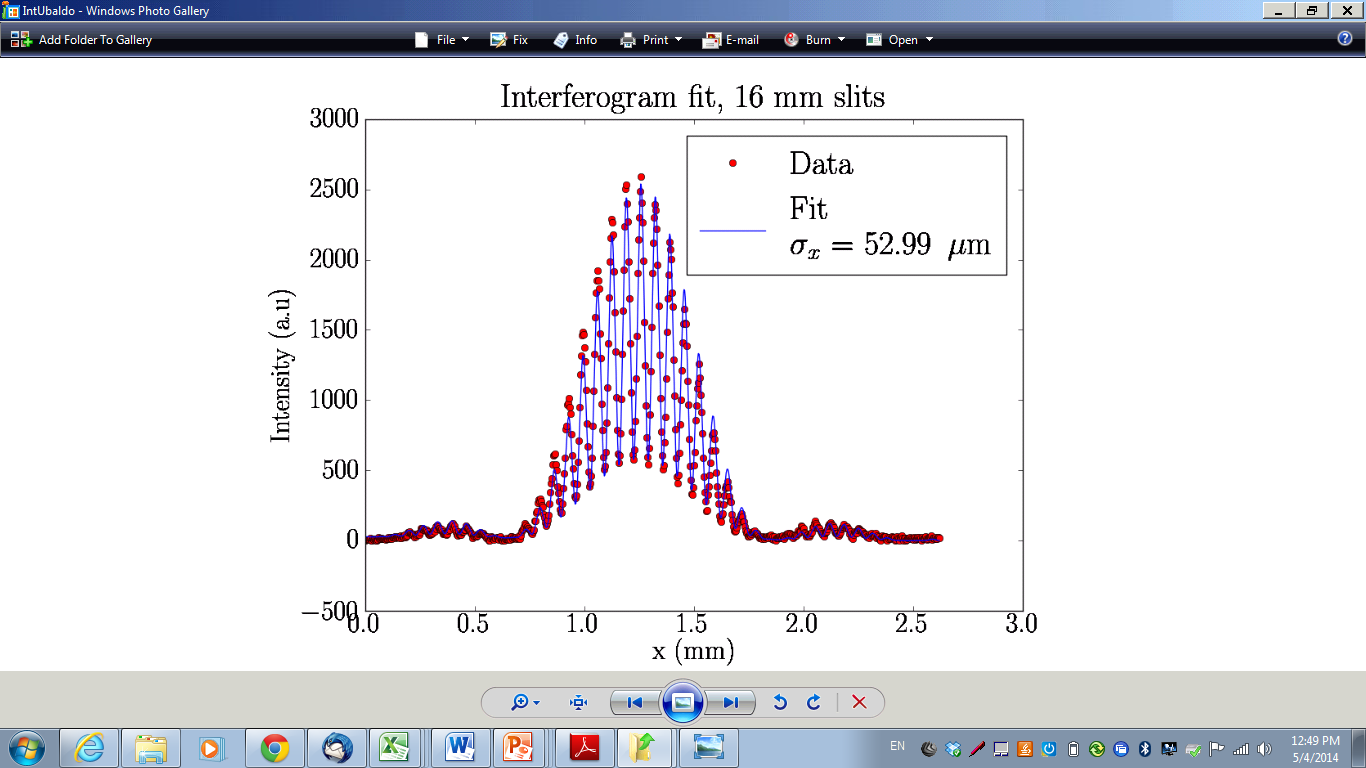 IntUbaldo - Windows Photo Gallery
Add Folder To Gallery
File Fix Info Print E-mail Burn Open
Interferogram fit, 16 mm slits
3000
2500
2000
1500
1000
500
0
−500
Intensity (a.u)
Data
Fit
σx = 52.99 μm
0.0 0.5 1.0 1.5 2.0 2.5 3.0
x (mm)
EN
12:49 PM
5/4/2014